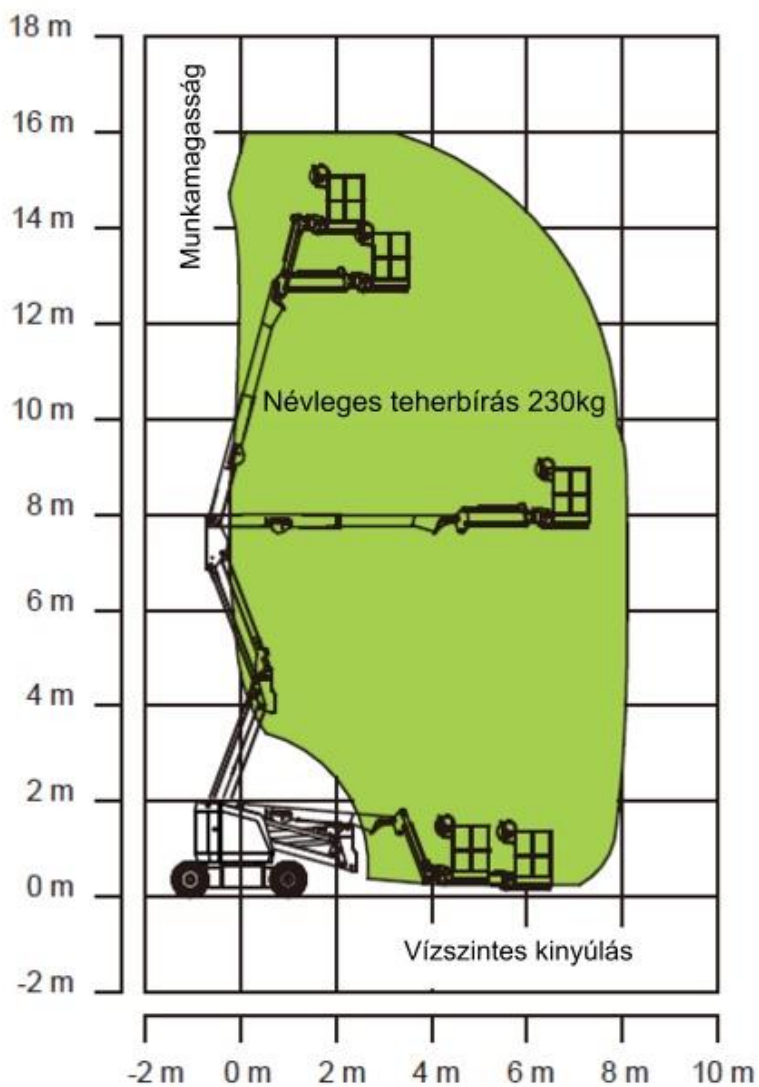 18 m
Munkamagasság
16 m
14 m
12 m
10 m
Névleges teherbírás 230kg
8 m
6 m
4 m
2 m
0 m
Vízszintes kinyúlás
-2 m
-2 m 0 m 2 m 4 m 6 m 8 m 10 m